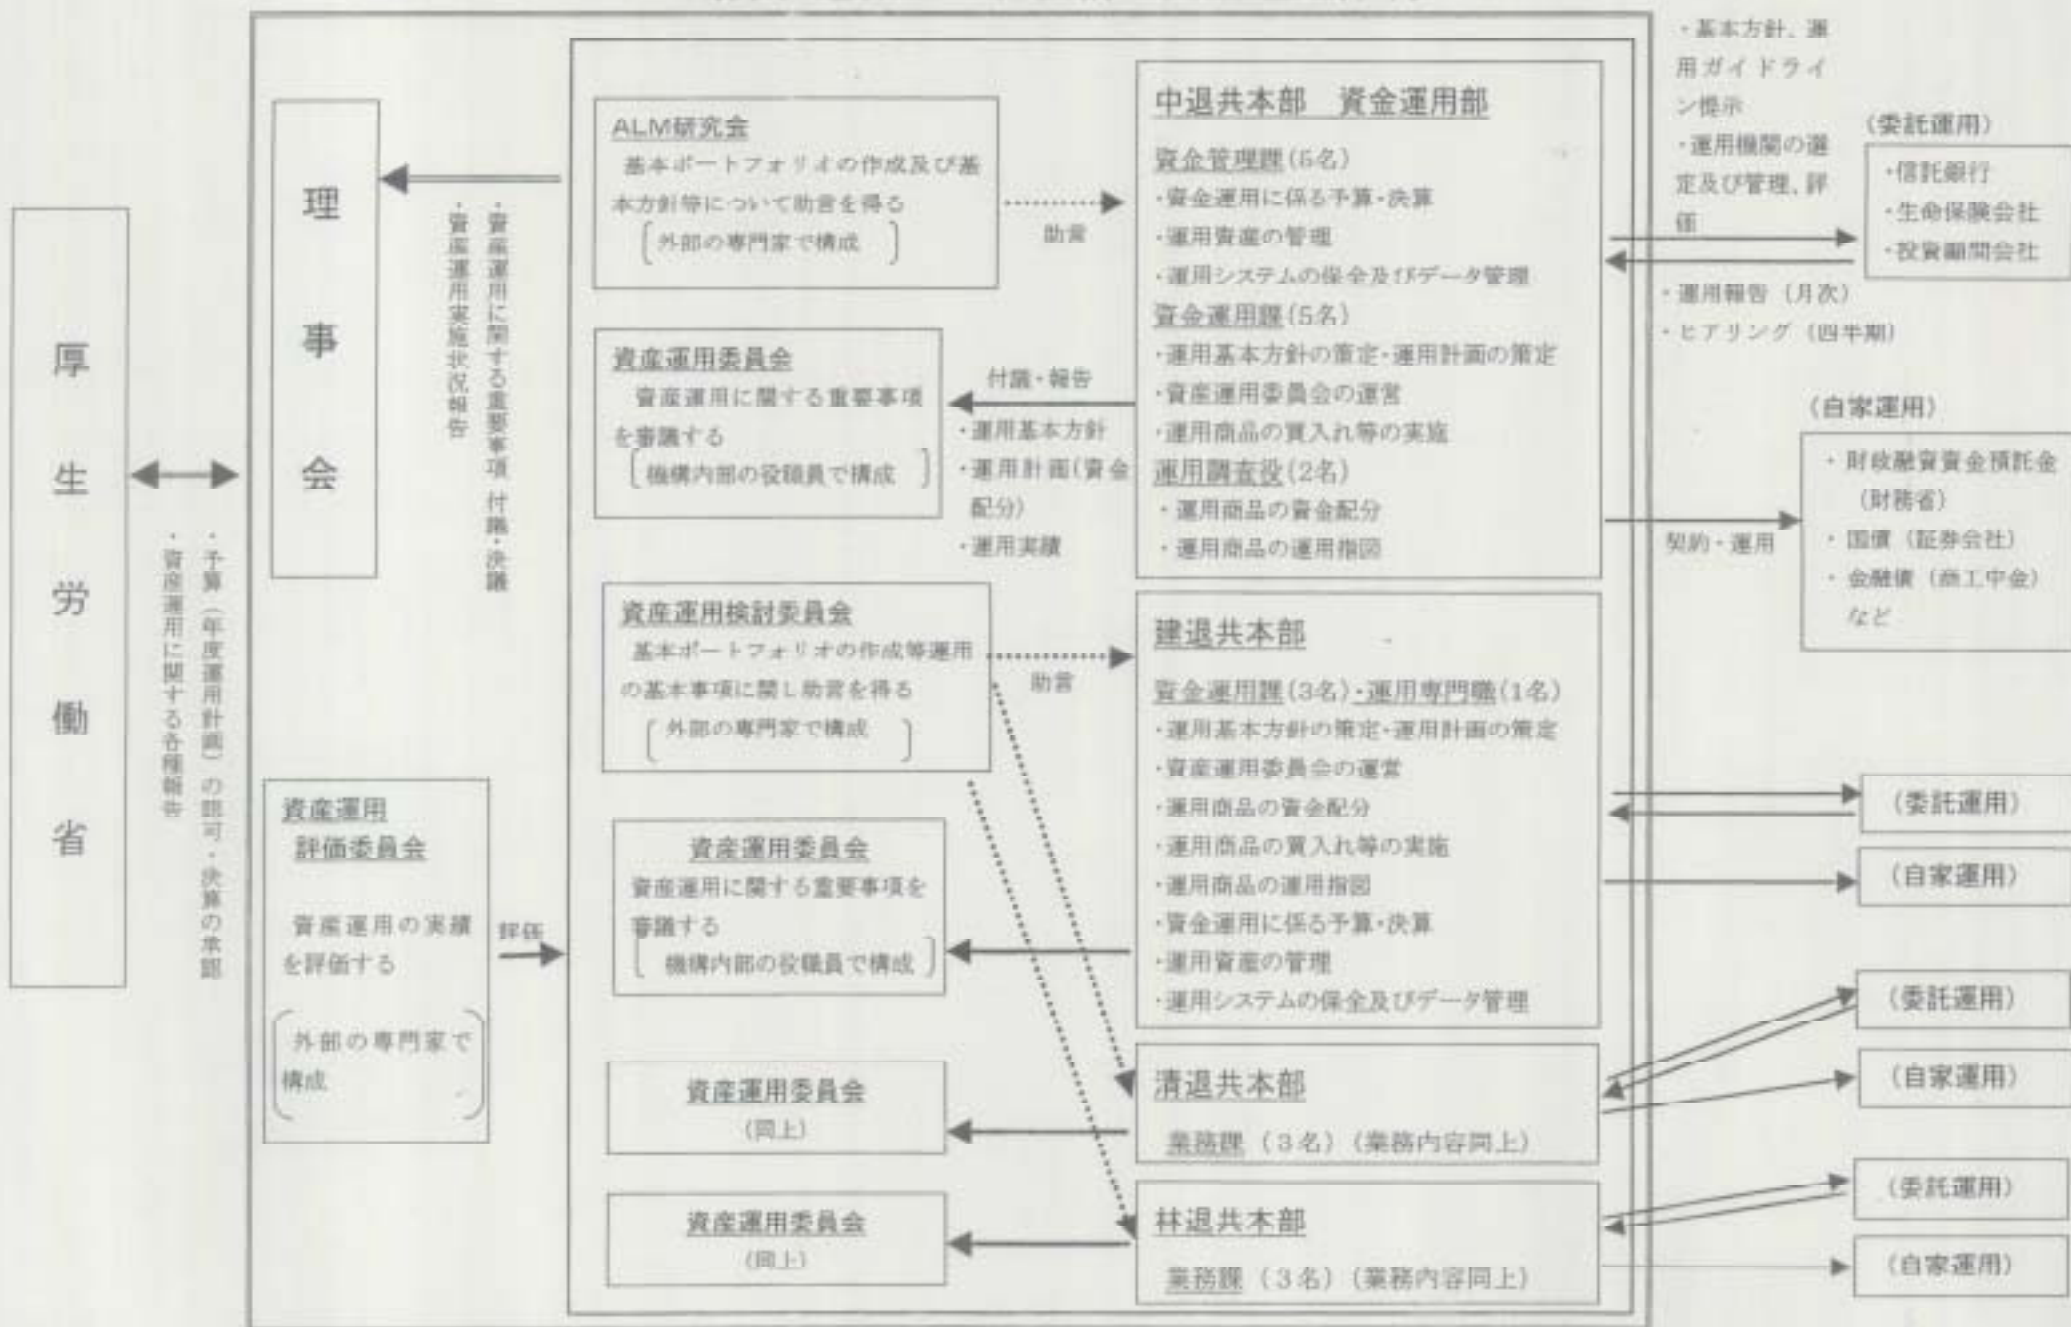 厚生労働省
・予算（年度運用計画）の認可・決算の承認
・資産運用に関する各種報告
理事会
・資産運用に関する重要事項 付議・決議
・資産運用実施状況報告
資産運用
評価委員会
資産運用の実績
を評価する
外部の専門家で
構成
評価
ALM研究会
基本ポートフォリオの作成及び基
本方針等について助言を得る
外部の専門家で構成
助言
資産運用委員会
資産運用に関する重要事項
を審議する
機構内部の役職員で構成
付議・報告
・運用基本方針
・運用計画(資金
配分)
・運用実績
資産運用検討委員会
基本ポートフォリオの作成等運用
の基本事項に関し助言を得る
外部の専門家で構成
助言
資産運用委員会
資産運用に関する重要事項を
審議する
機構内部の役職員で構成
資産運用委員会
(同上)
資産運用委員会
(同上)
中退共本部　資金運用部
資金管理課(5名)
・資金運用に係る予算・決算
・運用資産の管理
・運用システムの保全及びデータ管理
資金運用課(5名)
・運用基本方針の策定・運用計画の策定
・資産運用委員会の運営
・運用商品の買入れ等の実施
運用調査役(2名)
・運用商品の資金配分
・運用商品の運用指図
建退共本部
資金運用課(3名)・運用専門職(1名)
・運用基本方針の策定・運用計画の策定
・資産運用委員会の運営
・運用商品の資金配分
・運用商品の買入れ等の実施
・運用商品の運用指図
・資金運用に係る予算・決算
・運用資産の管理
・運用システムの保全及びデータ管理
清退共本部
業務課（3名）（業務内容同上）
林退共本部
業務課（3名）（業務内容同上）
・基本方針、運
用ガイドライ
ン提示
・運用機関の選
定及び管理、評
価
・運用報告（月次）
・ヒアリング（四半期）
（委託運用）
・信託銀行
・生命保険会社
・投資顧問会社
（自家運用）
・財政融資資金預託金
（財務省）
・国債（証券会社）
・金融債（商工中金）
など
契約・運用
（委託運用）
（自家運用）
（委託運用）
（自家運用）
（委託運用）
（自家運用）